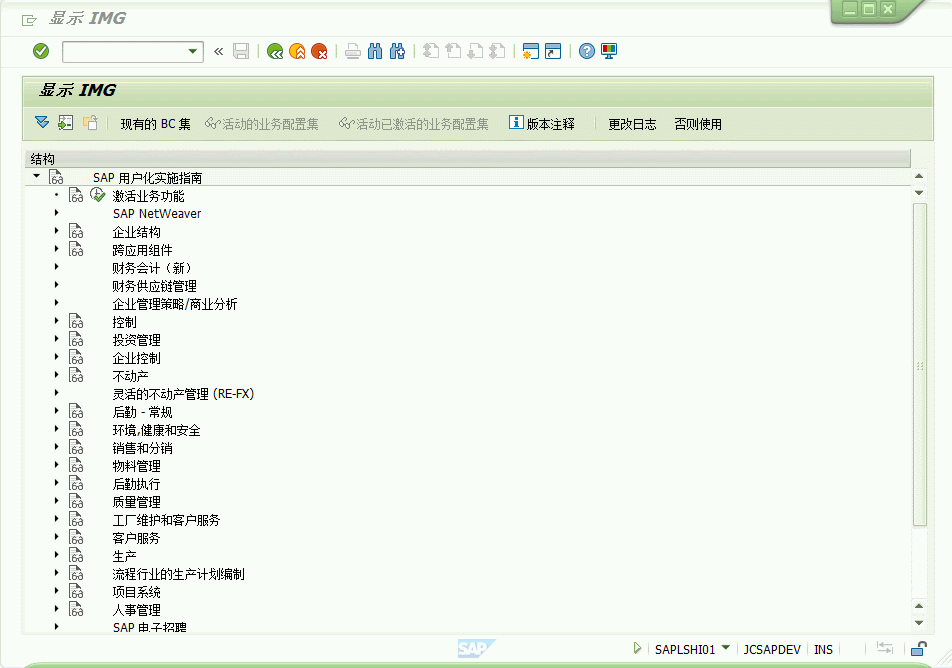 显示 IMG
显示 IMG
现有的 BC 集 活动的业务配置集 活动已激活的业务配置集 版本注释 更改日志 否则使用
结构
SAP 用户化实施指南
激活业务功能
SAP NetWeaver
企业结构
跨应用组件
财务会计（新）
财务供应链管理
企业管理策略/商业分析
控制
投资管理
企业控制
不动产
灵活的不动产管理 (RE-FX)
后勤 - 常规
环境,健康和安全
销售和分销
物料管理
后勤执行
质量管理
工厂维护和客户服务
客户服务
生产
流程行业的生产计划编制
项目系统
人事管理
SAP 电子招聘
SAP SAPLSHI01 JCSAPDEV INS